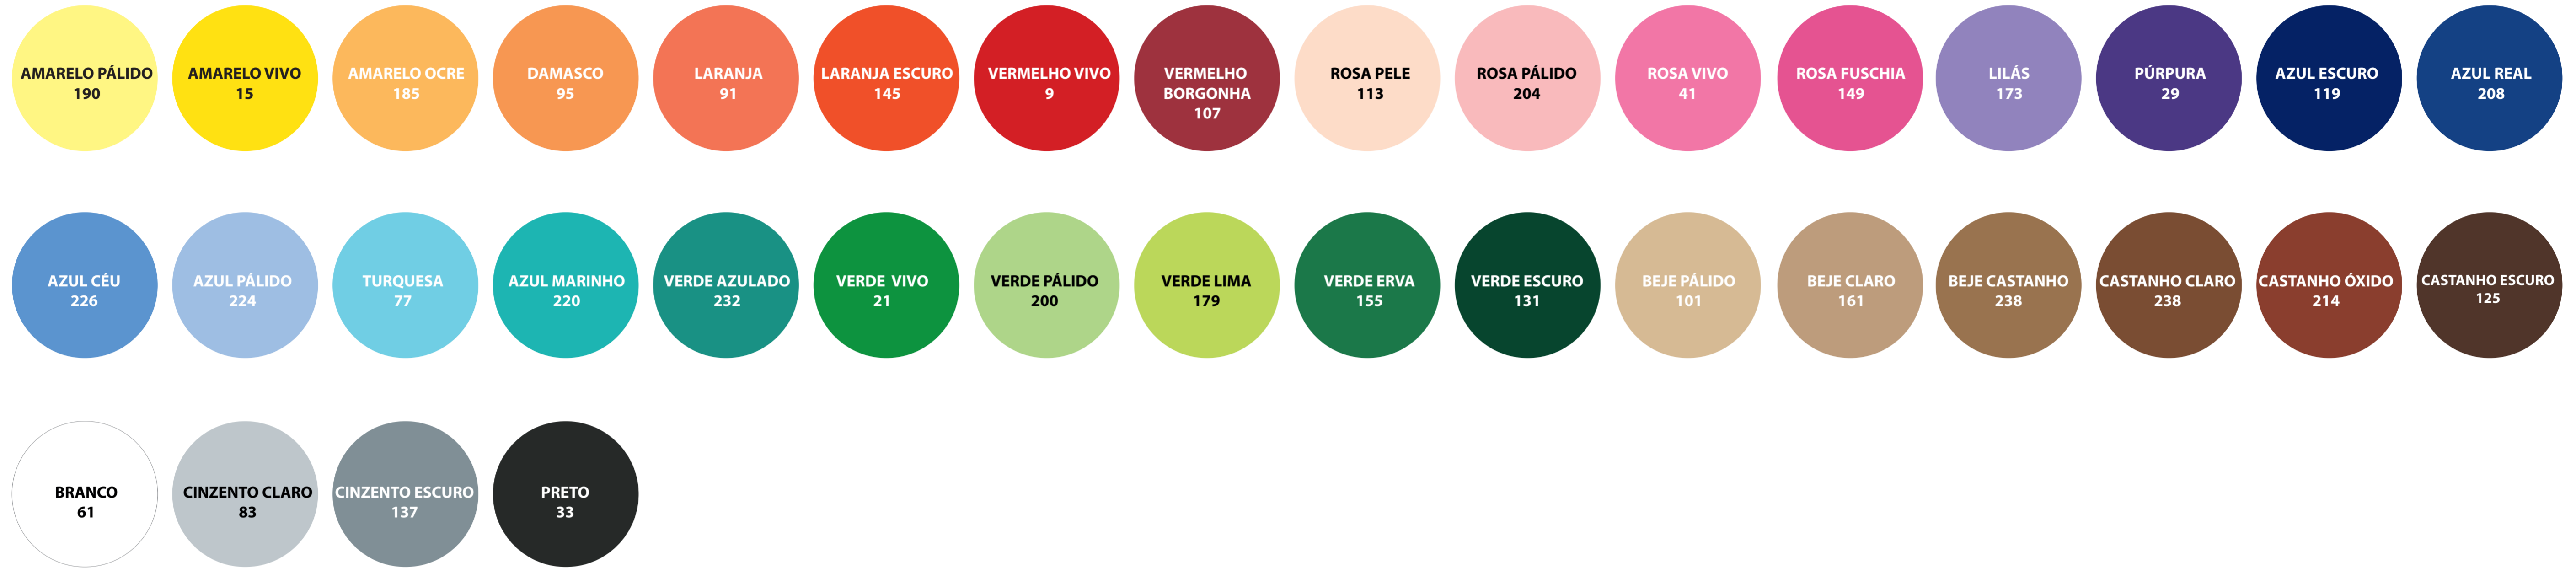 AMARELO PÁLIDO
190
AMARELO VIVO
15
AMARELO OCRE
185
DAMASCO
95
LARANJA
91
LARANJA ESCURO
145
VERMELHO VIVO
9
VERMELHO
BORGONHA
107
ROSA PELE
113
ROSA PÁLIDO
204
ROSA VIVO
41
ROSA FUSCHIA
149
LILÁS
173
PÚRPURA
29
AZUL ESCURO
119
AZUL REAL
208
AZUL CÉU
226
AZUL PÁLIDO
224
TURQUESA
77
AZUL MARINHO
220
VERDE AZULADO
232
VERDE VIVO
21
VERDE PÁLIDO
200
VERDE LIMA
179
VERDE ERVA
155
VERDE ESCURO
131
BEJE PÁLIDO
101
BEJE CLARO
161
BEJE CASTANHO
238
CASTANHO CLARO
238
CASTANHO ÓXIDO
214
CASTANHO ESCURO
125
BRANCO
61
CINZENTO CLARO
83
CINZENTO ESCURO
137
PRETO
33